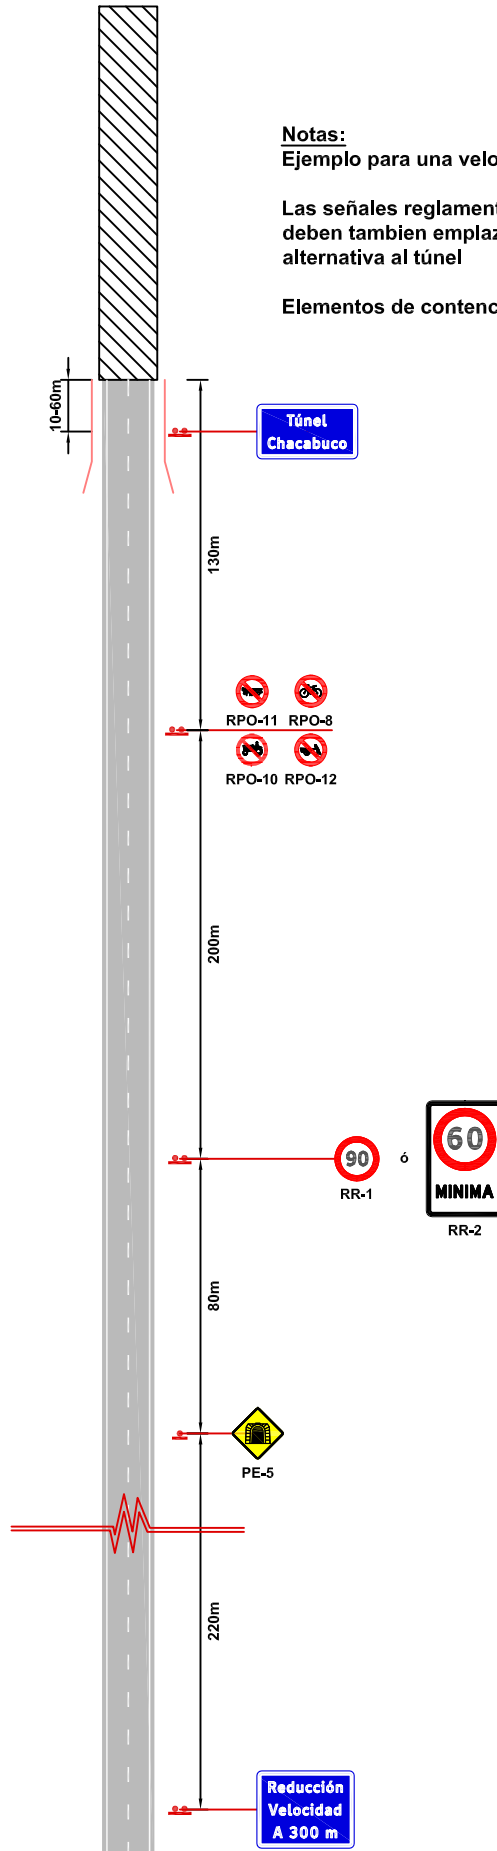 Notas:
Ejemplo para una velo
Las señales reglament
deben tambien emplaz
alternativa al túnel
Elementos de contenc
10-60m
Túnel
Chacabuco
130m
RPO-11 RPO-8
RPO-10 RPO-12
200m
90
ó
60
MINIMA
RR-1
RR-2
80m
PE-5
220m
Reducción
Velocidad
A 300 m